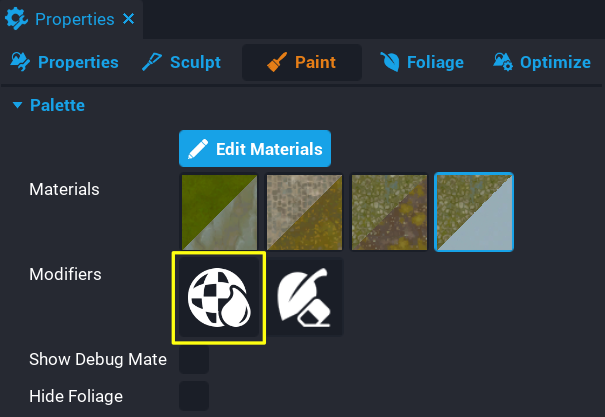 Properties
Properties Sculpt Paint Foliage Optimize
Palette
Edit Materials
Materials
Modifiers
Show Debug Mate
Hide Foliage